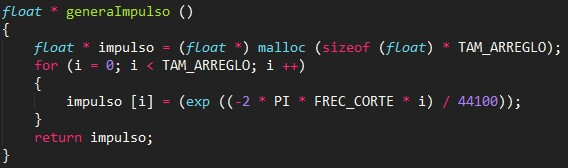 float * generaImpulso ()
{
    float * impulso = (float *) malloc (sizeof (float) * TAM_ARREGLO);
    for (i = 0; i < TAM_ARREGLO; i ++)
    {
        impulso [i] = (exp ((-2 * PI * FREC_CORTE * i) / 44100));
    }
    return impulso;
}